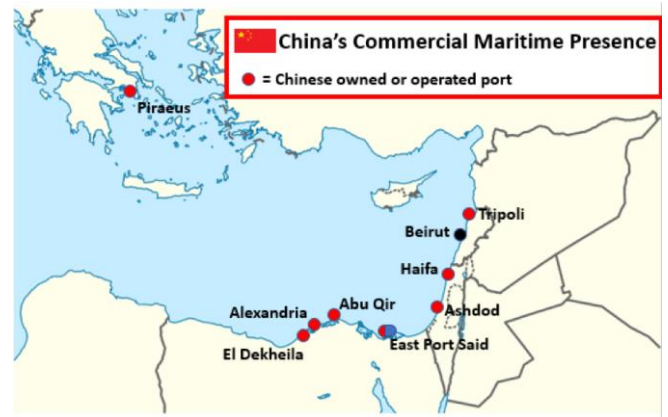 China's Commercial Maritime Presence
= Chinese owned or operated port
Piraeus
Tripoli
Beirut
Haifa
Abu Qir
Alexandria
Ashdod
East Port Said
El Dekheila